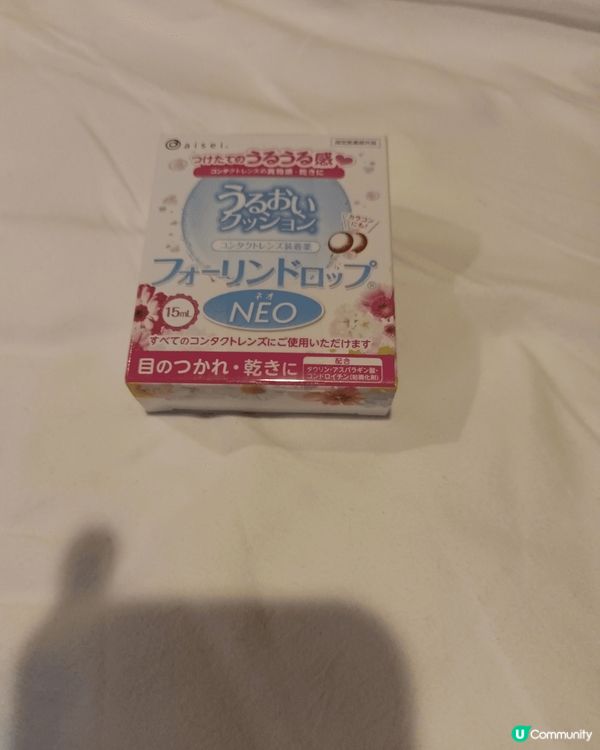 aisei
指定医薬部外品
つけたての うるうる感
コンタクトレンズの異物感・乾きに
うるおい
クッション
カラコン
にも!
コンタクトレンズ装着薬
フォーリンドロップ®
ネオ
NEO
15mL
すべてのコンタクトレンズにご使用いただけます
目のつかれ・乾きに
配合
タウリン・アスパラギン酸・
コンドロイチン(粘稠化剤)
U Community